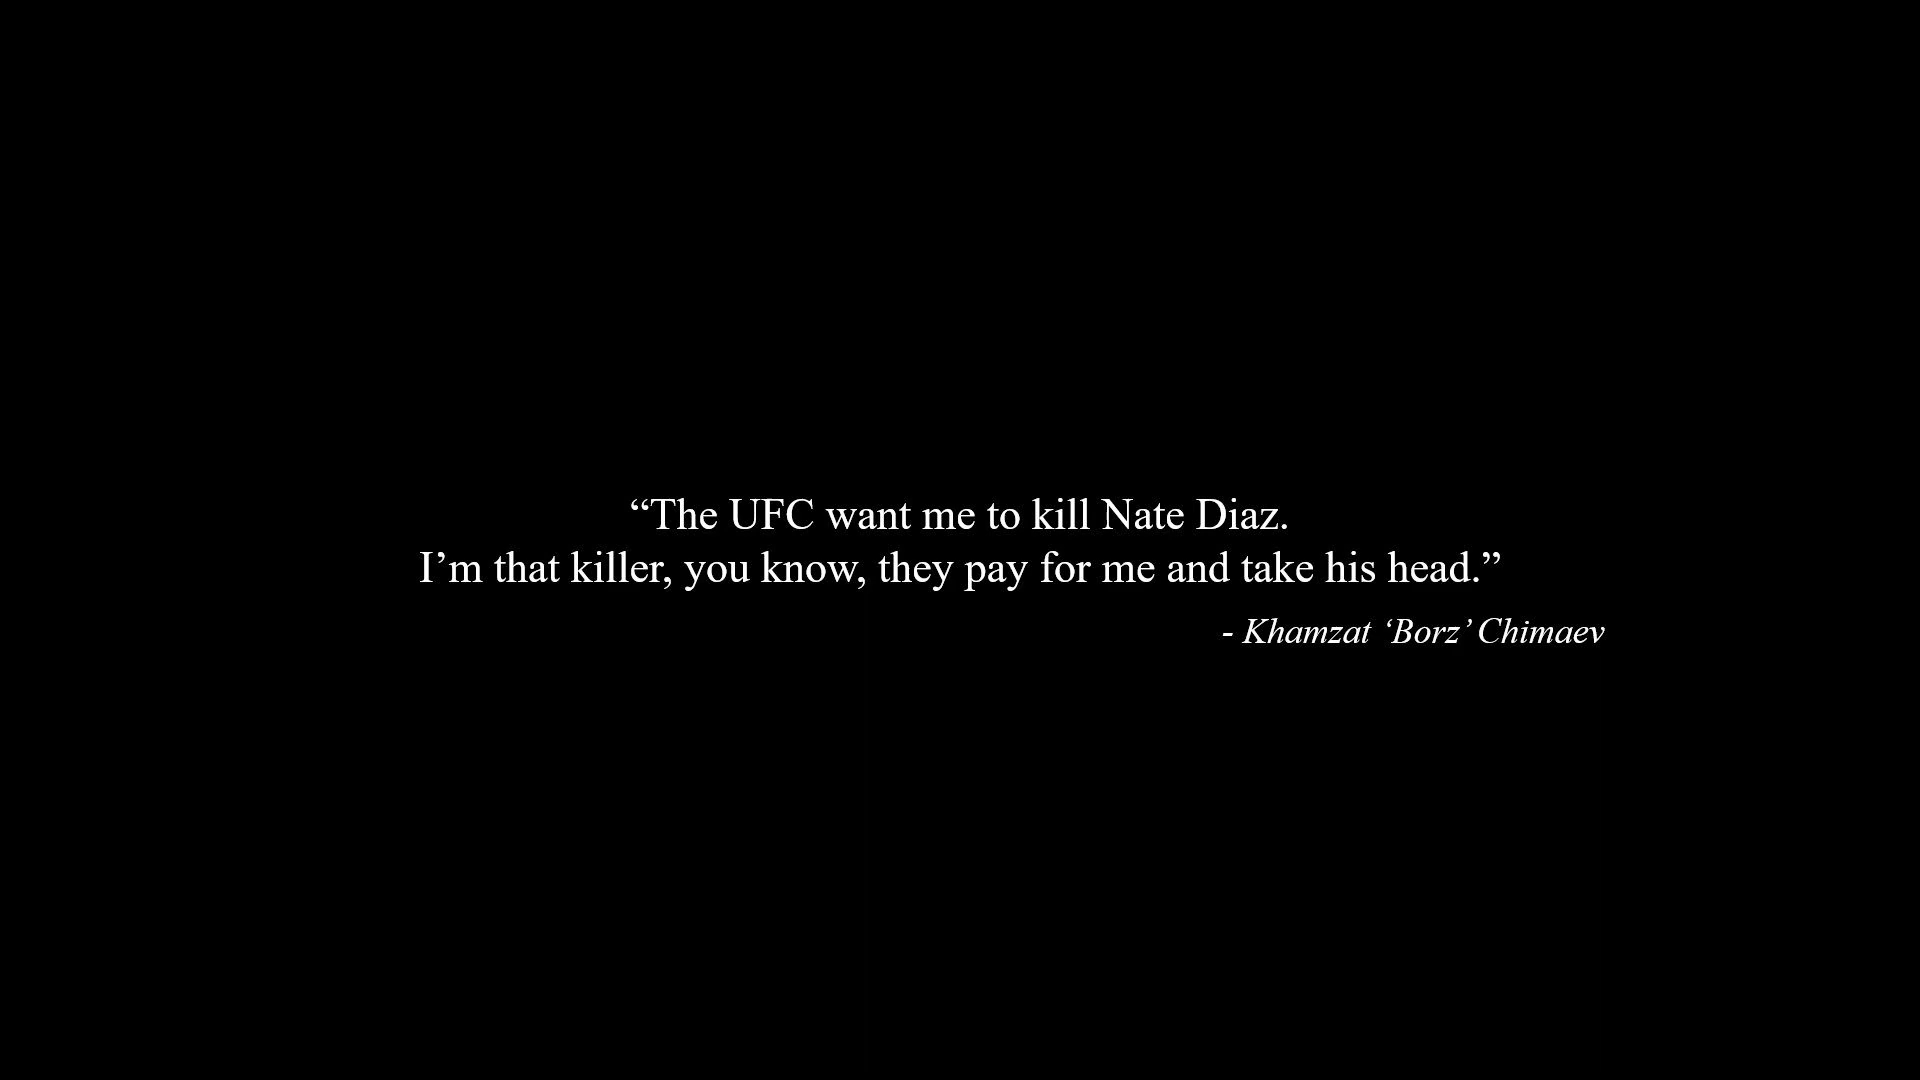 “The UFC want me to kill Nate Diaz.
I’m that killer, you know, they pay for me and take his head.”
- Khamzat ‘Borz’ Chimaev